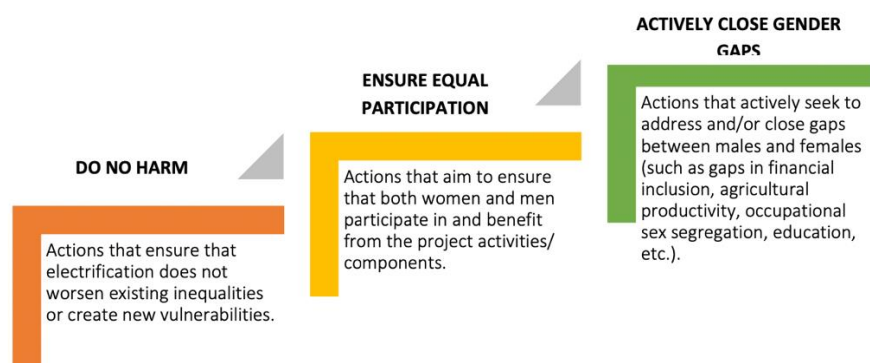 DO NO HARM
Actions that ensure that
electrification does not
worsen existing inequalities
or create new vulnerabilities.
ENSURE EQUAL
PARTICIPATION
Actions that aim to ensure
that both women and men
participate in and benefit
from the project activities/
components.
ACTIVELY CLOSE GENDER
GAPS
Actions that actively seek to
address and/or close gaps
between males and females
(such as gaps in financial
inclusion, agricultural
productivity, occupational
sex segregation, education,
etc.).